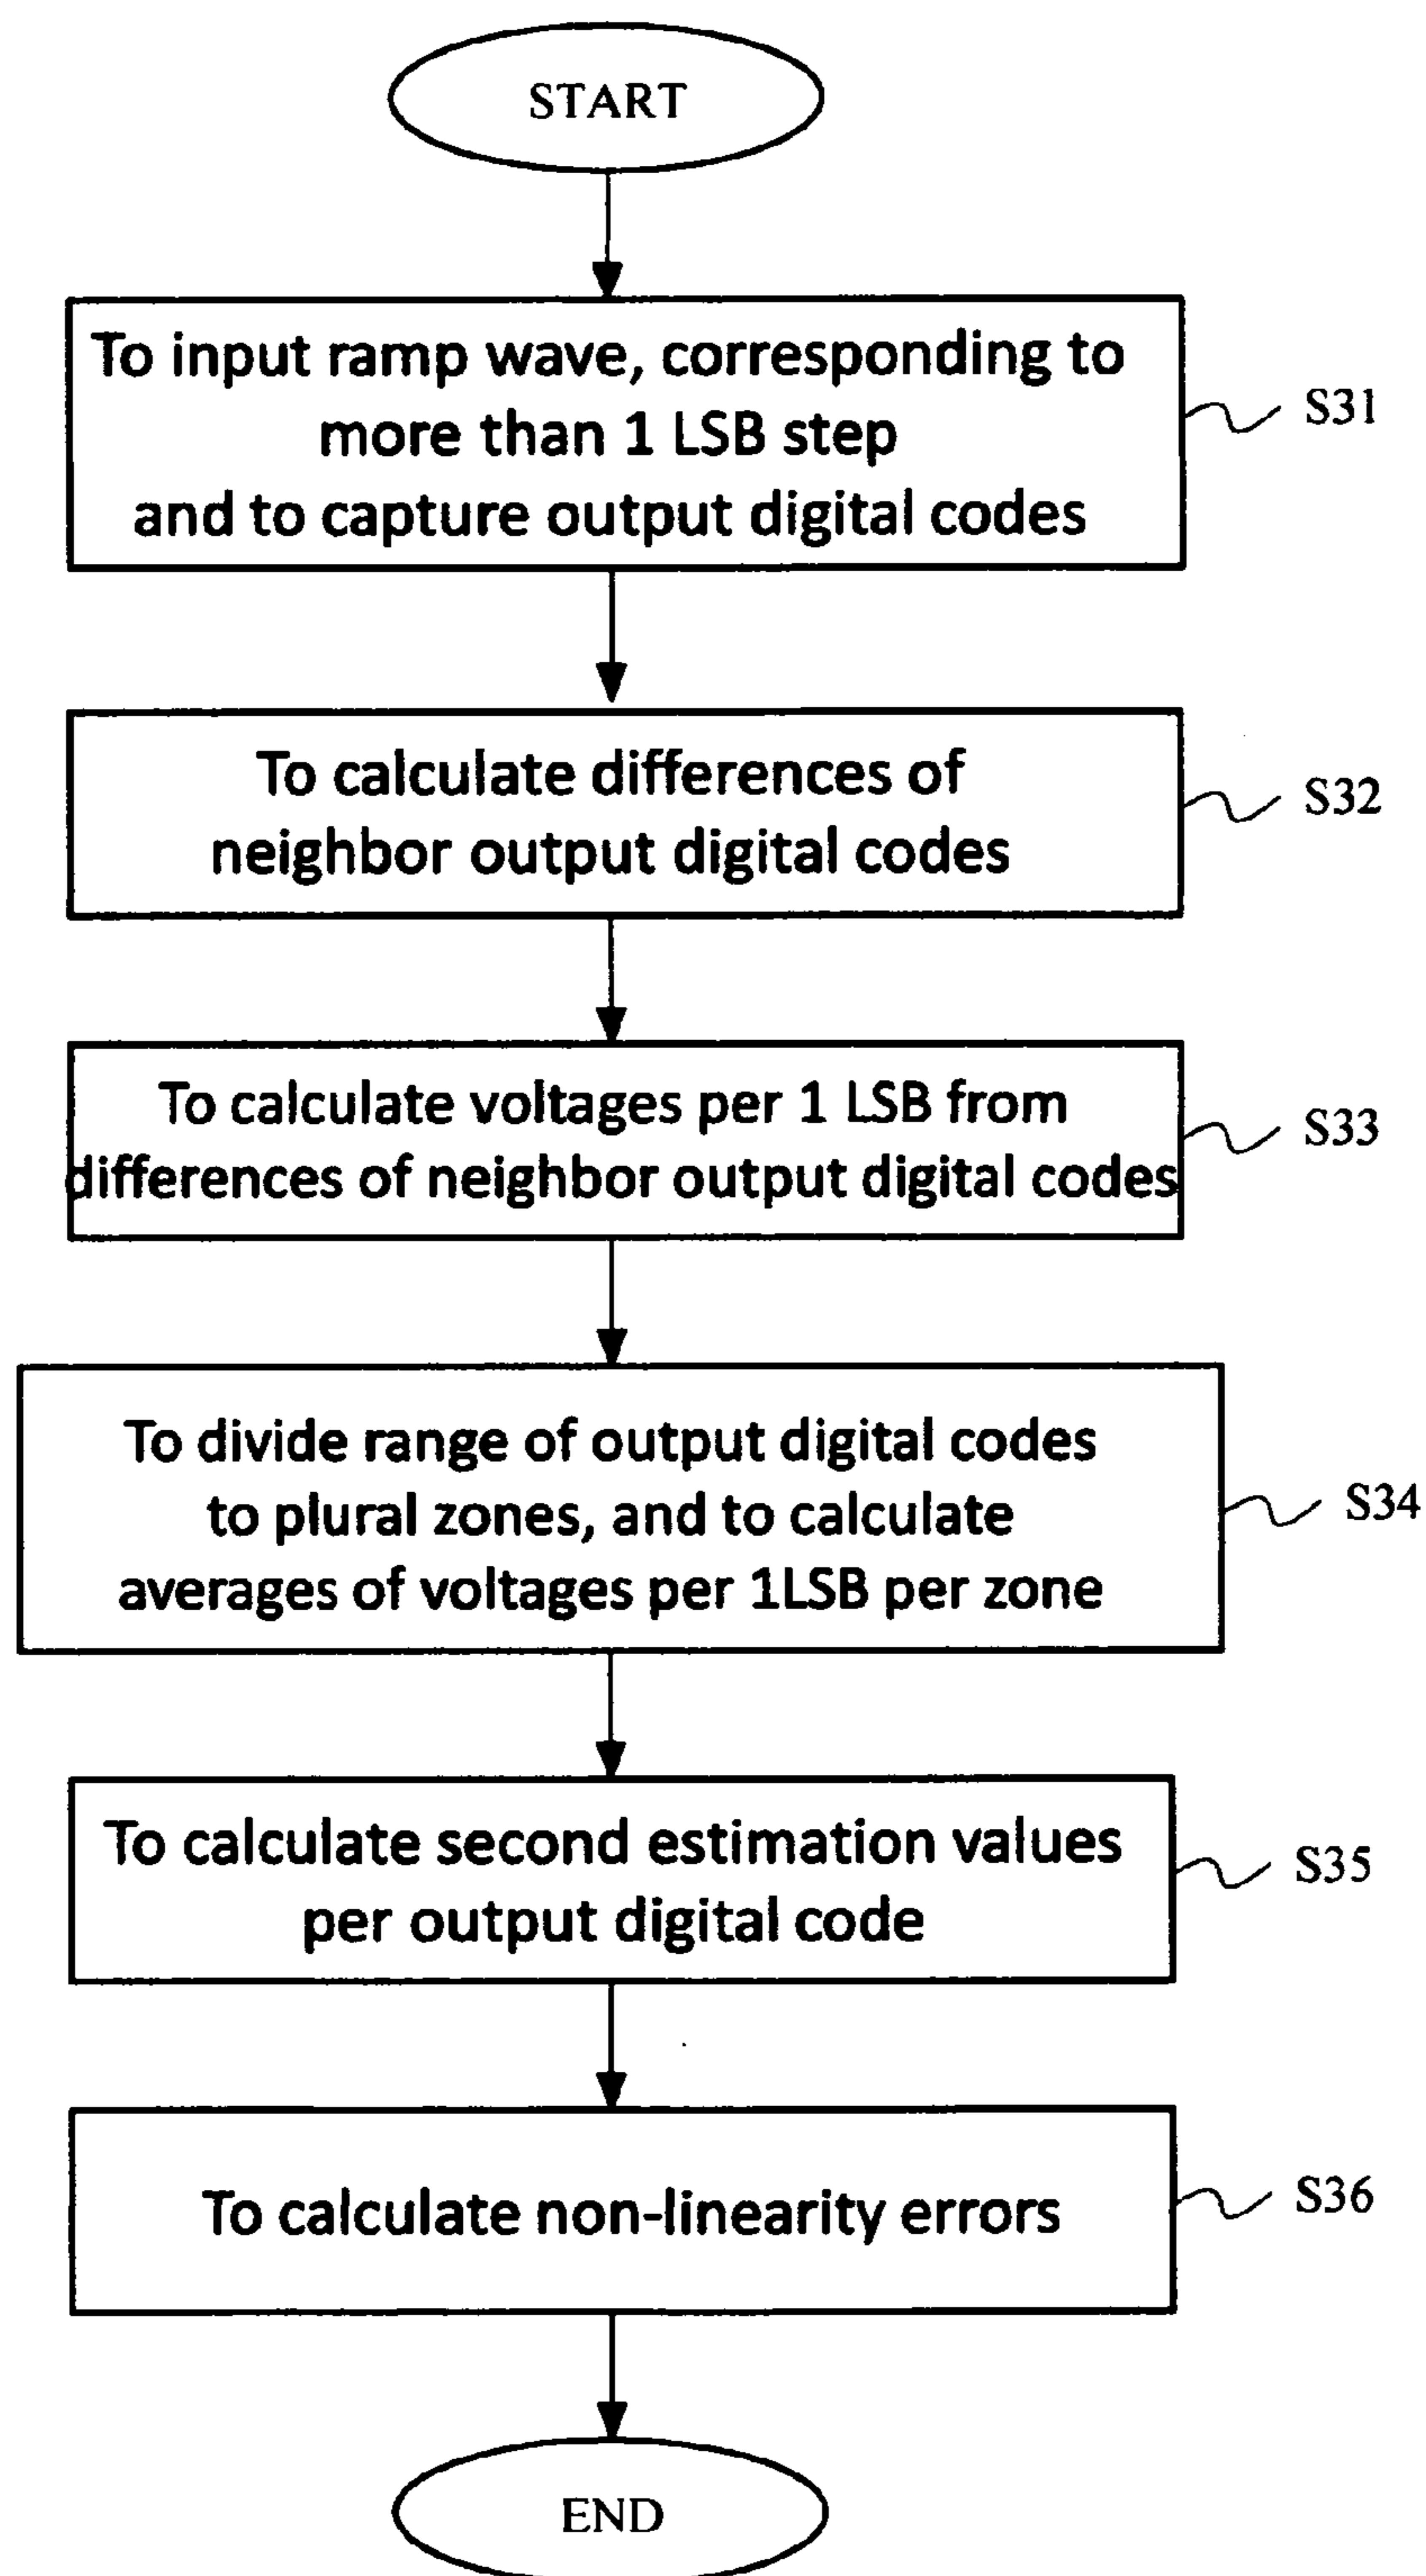 START
To input ramp wave, corresponding to
more than 1 LSB step
and to capture output digital codes
S31
To calculate differences of
neighbor output digital codes
S32
To calculate voltages per 1 LSB from
differences of neighbor output digital codes
S33
To divide range of output digital codes
to plural zones, and to calculate
averages of voltages per 1LSB per zone
S34
To calculate second estimation values
per output digital code
S35
To calculate non-linearity errors
S36
END